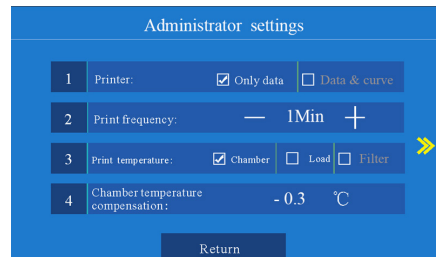 Administrator settings
1 Printer: Only data Data & curve
2 Print frequency: — 1Min +
3 Print temperature: Chamber Load Filter
4 Chamber temperature compensation: - 0.3 ℃
Return